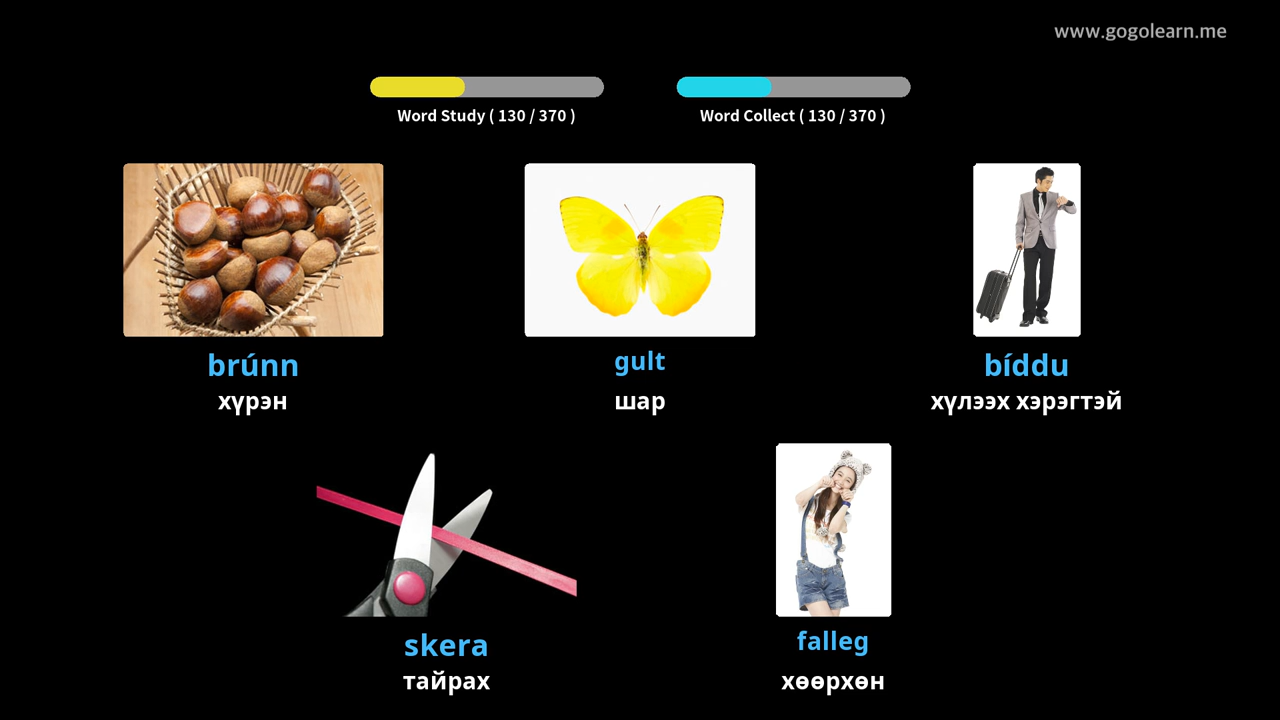 www.gogolearn.me
Word Study ( 130 / 370 )
Word Collect ( 130 / 370 )
brúnn
хүрэн
gult
шар
bíddu
хүлээх хэрэгтэй
skera
тайрах
falleg
хөөрхөн